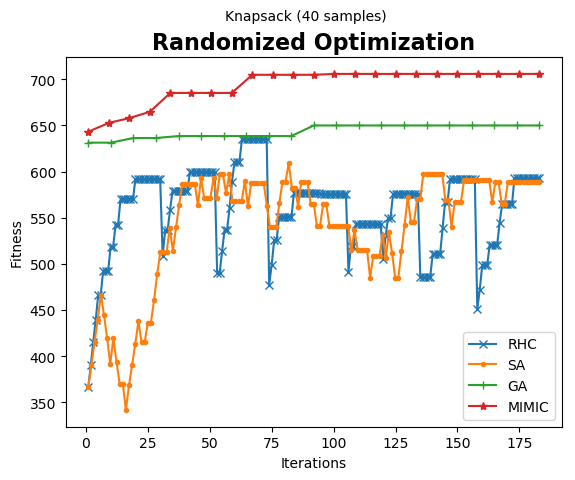 Knapsack (40 samples)
Randomized Optimization
Fitness
700
650
600
550
500
450
400
350
0 25 50 75 100 125 150 175
Iterations
RHC
SA
GA
MIMIC